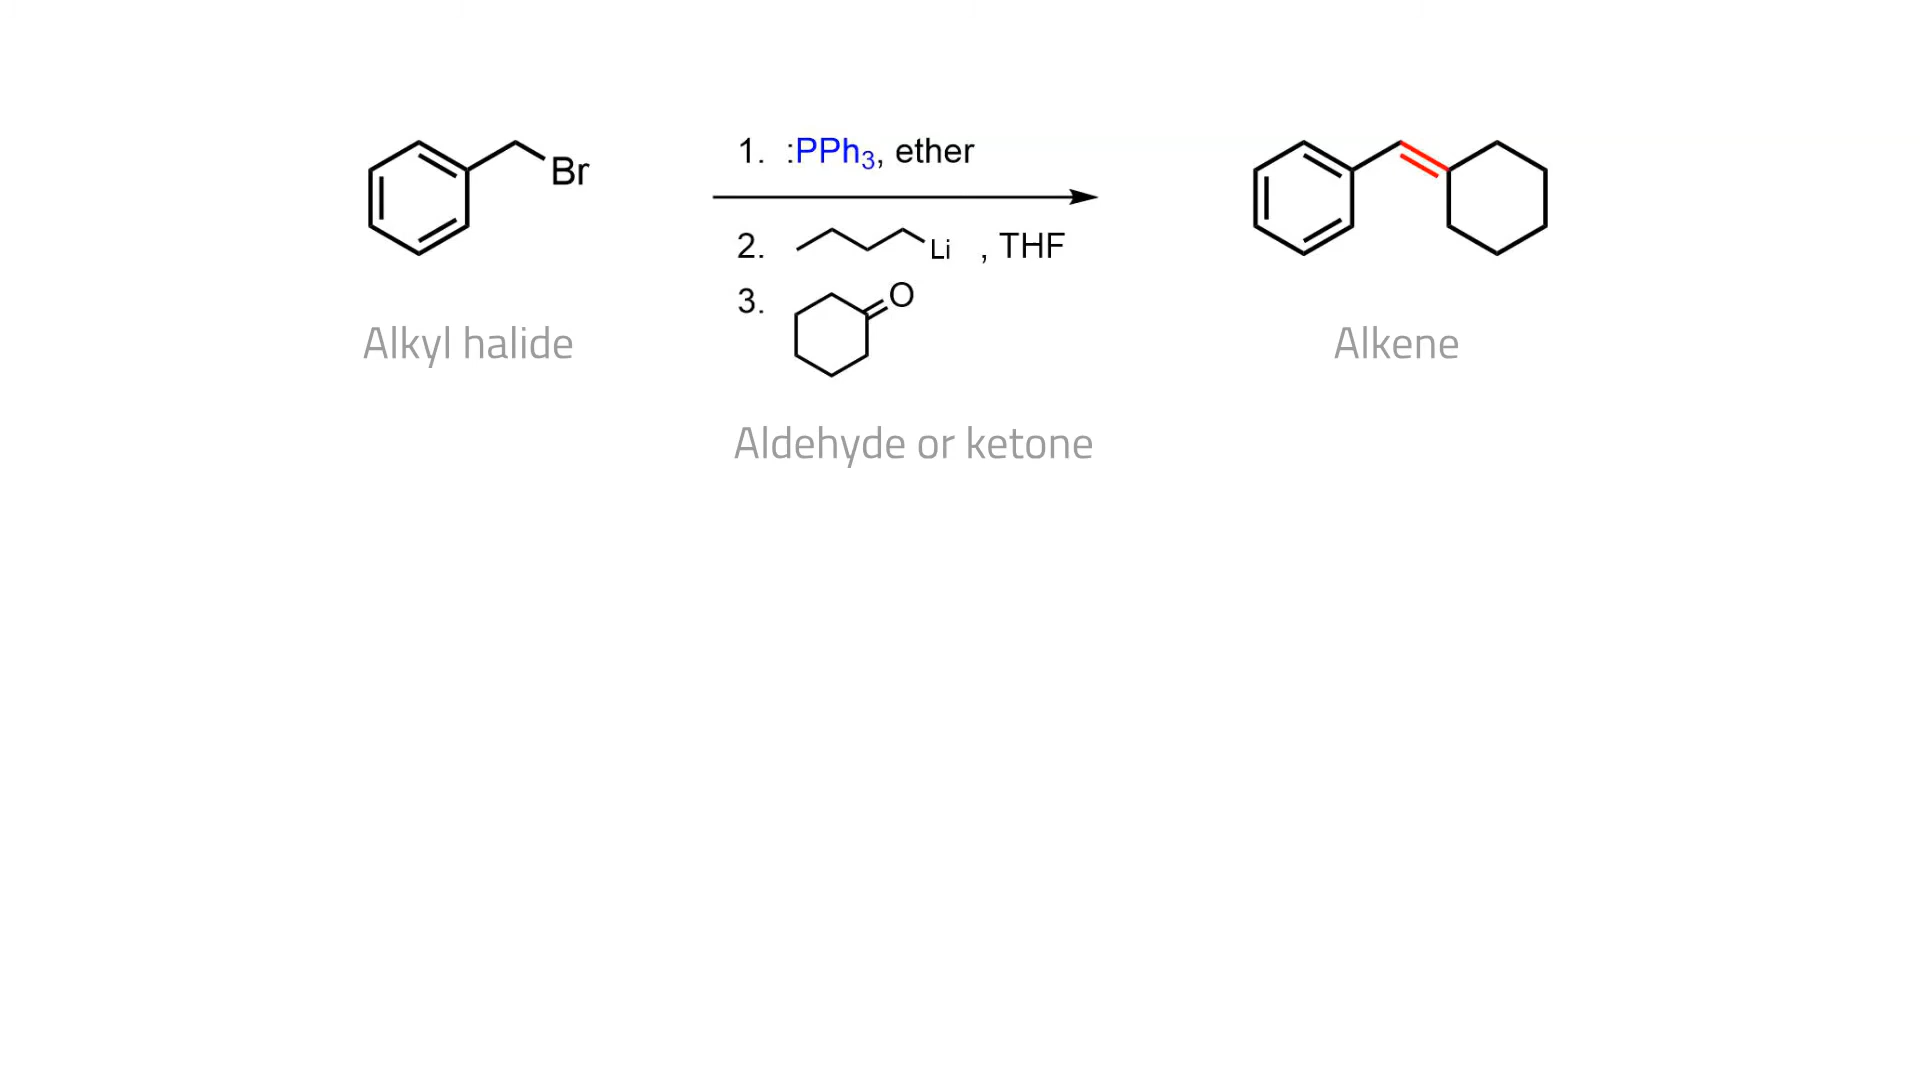 1. :PPh₃, ether
Br
2. Li , THF
3. O
Alkyl halide
Alkene
Aldehyde or ketone